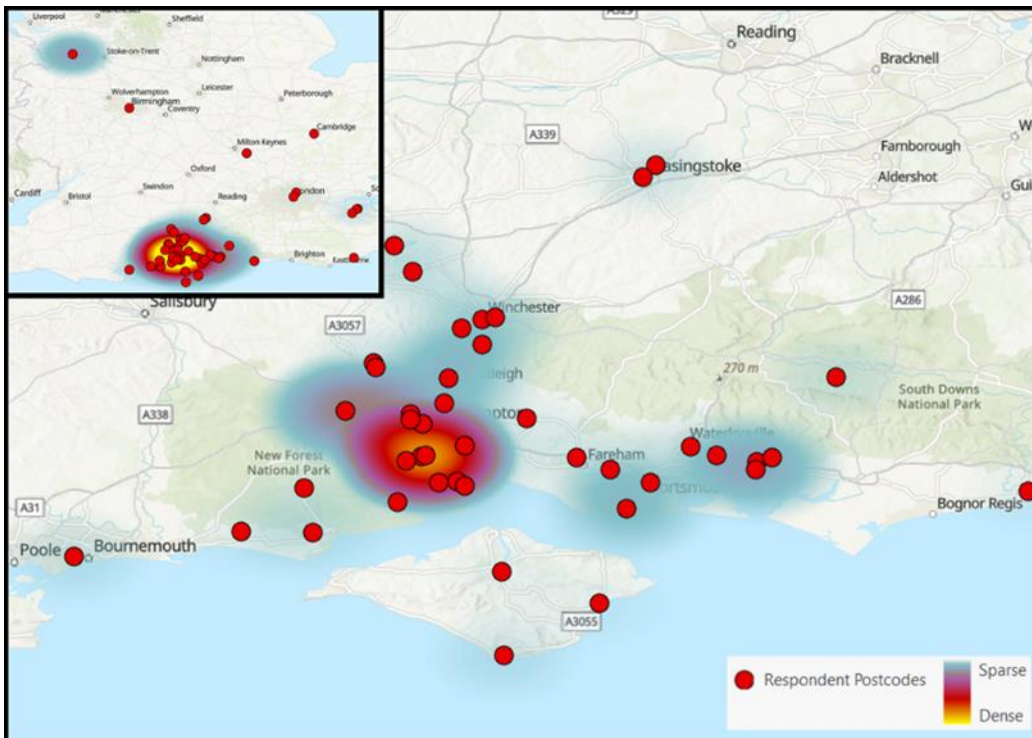 Liverpool
Sheffield
Stoke-on-Trent
Nottingham
Wolverhampton
Leicester
Birmingham
Coventry
Peterborough
Cambridge
Milton Keynes
Oxford
Cardiff
Bristol
Swindon
Reading
Brighton
Reading
Bracknell
A339
Farnborough
asingstoke
Aldershot
Gui
Salisbury
A3057
Winchester
A286
270 m
South Downs
National Park
A338
New Forest
National Park
Fareham
A31
Bognor Regis
Poole
Bournemouth
A3055
Respondent Postcodes
Sparse
Dense